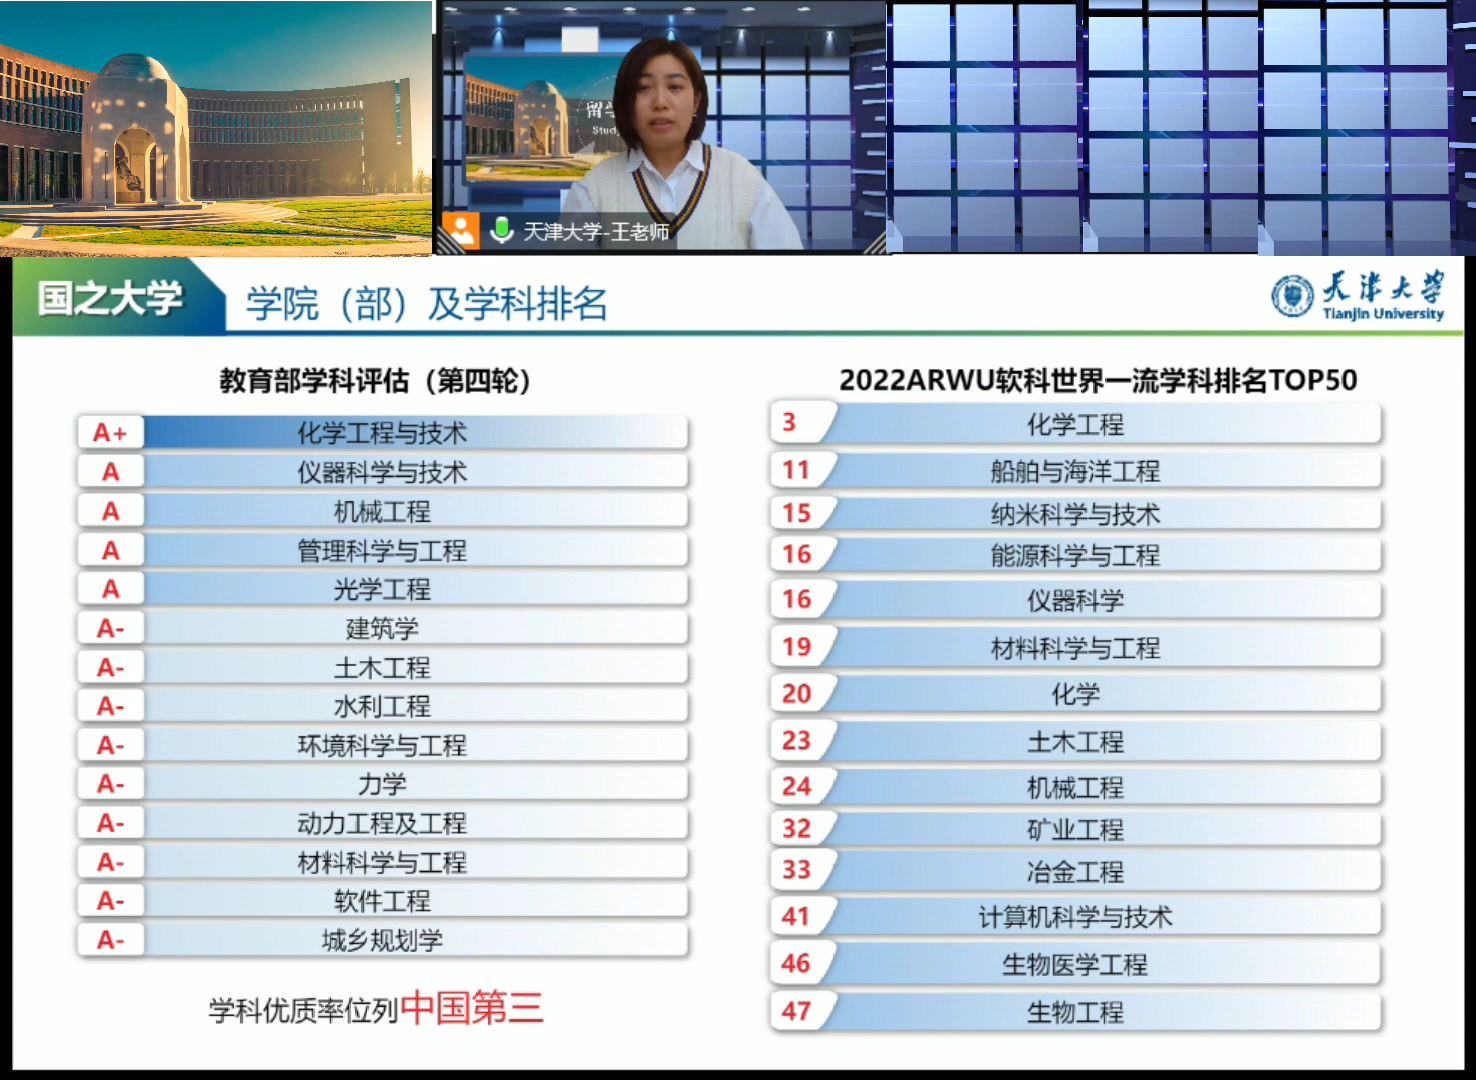 留学
Stud
天津大学-王老师
国之大学
学院（部）及学科排名
天津大学
Tianjin University
教育部学科评估（第四轮）
A+ 化学工程与技术
A 仪器科学与技术
A 机械工程
A 管理科学与工程
A 光学工程
A- 建筑学
A- 土木工程
A- 水利工程
A- 环境科学与工程
A- 力学
A- 动力工程及工程
A- 材料科学与工程
A- 软件工程
A- 城乡规划学
学科优质率位列中国第三
2022ARWU软科世界一流学科排名TOP50
3 化学工程
11 船舶与海洋工程
15 纳米科学与技术
16 能源科学与工程
16 仪器科学
19 材料科学与工程
20 化学
23 土木工程
24 机械工程
32 矿业工程
33 冶金工程
41 计算机科学与技术
46 生物医学工程
47 生物工程